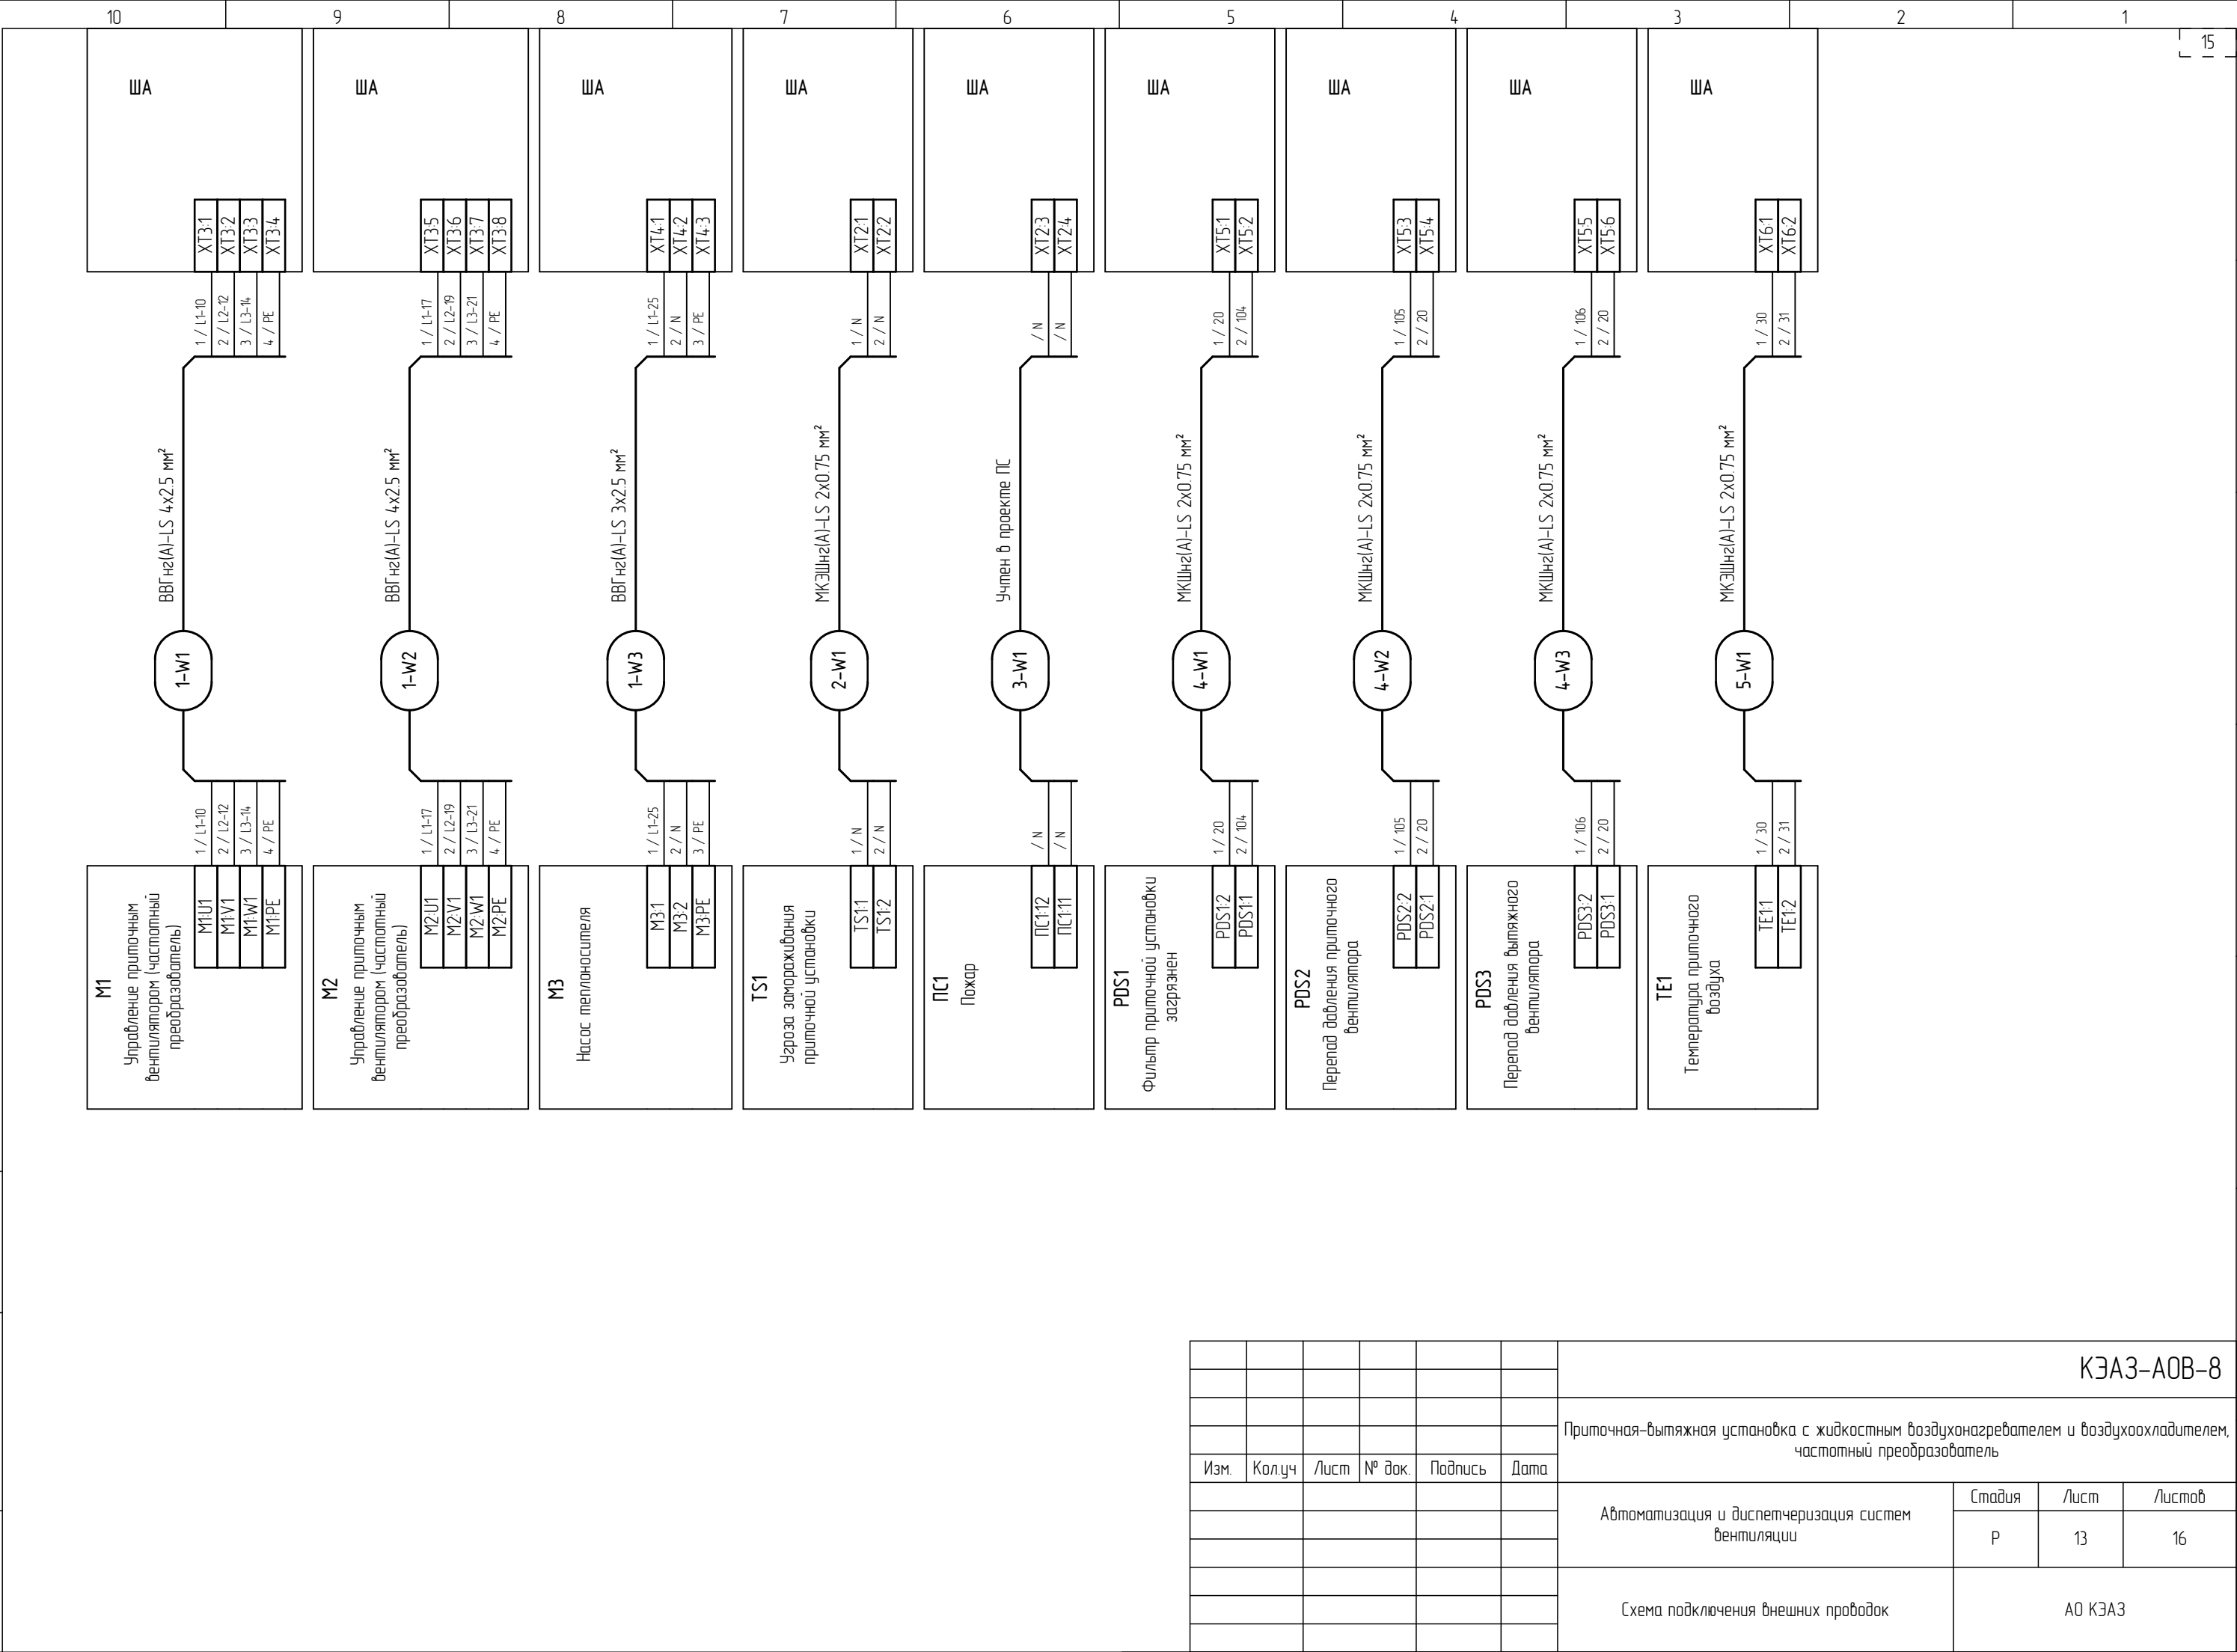 10
9
8
7
6
5
4
3
2
1
15
ША
ША
ША
ША
ША
ША
ША
ША
ША
XT3:1
XT3:2
XT3:3
XT3:4
XT3:5
XT3:6
XT3:7
XT3:8
XT4:1
XT4:2
XT4:3
XT2:1
XT2:2
XT2:3
XT2:4
XT5:1
XT5:2
XT5:3
XT5:4
XT5:5
XT5:6
XT6:1
XT6:2
1 / L1-10
2 / L2-12
3 / L3-14
4 / PE
1 / L1-17
2 / L2-19
3 / L3-21
4 / PE
1 / L1-25
2 / N
3 / PE
1 / N
2 / N
/ N
/ N
1 / 20
2 / 104
1 / 105
2 / 20
1 / 106
2 / 20
1 / 30
2 / 31
ВВГнг(А)-LS 4x2.5 мм²
ВВГнг(А)-LS 4x2.5 мм²
ВВГнг(А)-LS 3x2.5 мм²
МКЭШнг(А)-LS 2x0.75 мм²
Учтен в проекте ПС
МКШнг(А)-LS 2x0.75 мм²
МКШнг(А)-LS 2x0.75 мм²
МКШнг(А)-LS 2x0.75 мм²
МКЭШнг(А)-LS 2x0.75 мм²
1-W1
1-W2
1-W3
2-W1
3-W1
4-W1
4-W2
4-W3
5-W1
1 / L1-10
2 / L2-12
3 / L3-14
4 / PE
1 / L1-17
2 / L2-19
3 / L3-21
4 / PE
1 / L1-25
2 / N
3 / PE
1 / N
2 / N
/ N
/ N
1 / 20
2 / 104
1 / 105
2 / 20
1 / 106
2 / 20
1 / 30
2 / 31
M1
Управление приточным
вентилятором (частотный
преобразователь)
M1:U1
M1:V1
M1:W1
M1:PE
M2
Управление приточным
вентилятором (частотный
преобразователь)
M2:U1
M2:V1
M2:W1
M2:PE
M3
Насос теплоносителя
M3:1
M3:2
M3:PE
TS1
Угроза замораживания
приточной установки
TS1:1
TS1:2
ПС1
Пожар
ПС1:12
ПС1:11
PDS1
Фильтр приточной установки
загрязнен
PDS1:2
PDS1:1
PDS2
Перепад давления приточного
вентилятора
PDS2:2
PDS2:1
PDS3
Перепад давления вытяжного
вентилятора
PDS3:2
PDS3:1
TE1
Температура приточного
воздуха
TE1:1
TE1:2
КЭАЗ-АОВ-8
Приточная-вытяжная установка с жидкостным воздухонагревателем и воздухоохладителем,
частотный преобразователь
Изм.
Кол.уч
Лист
№ док.
Подпись
Дата
Автоматизация и диспетчеризация систем
вентиляции
Стадия
Лист
Листов
Р
13
16
Схема подключения внешних проводок
АО КЭАЗ